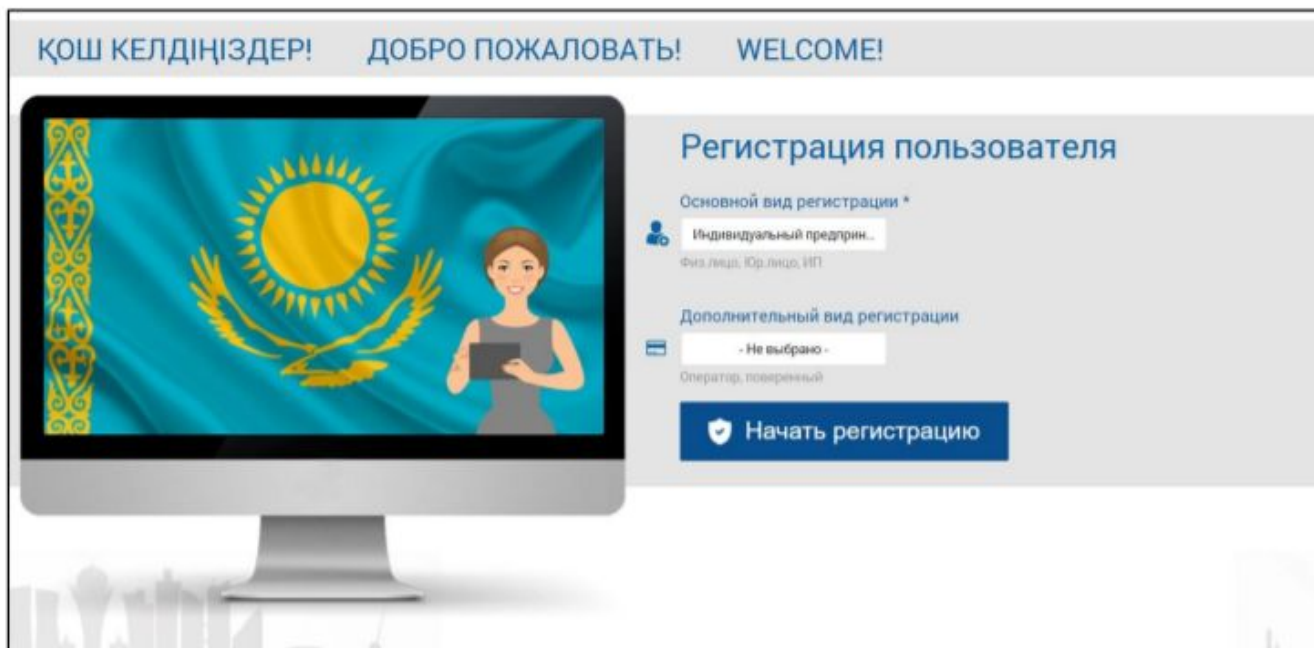 ҚОШ КЕЛДІҢІЗДЕР! ДОБРО ПОЖАЛОВАТЬ! WELCOME!
Регистрация пользователя
Основной вид регистрации *
Индивидуальный предприн...
Физ.лицо, Юр.лицо, ИП
Дополнительный вид регистрации
- Не выбрано -
Оператор, поверенный
Начать регистрацию